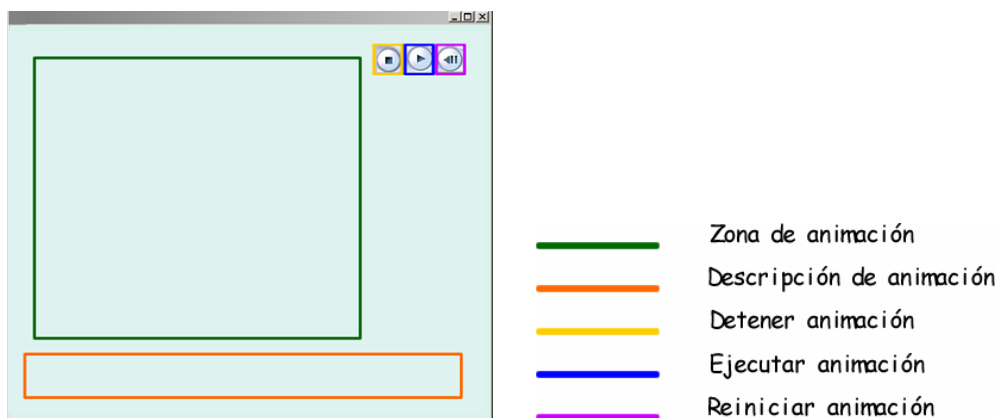 Zona de animación
Descripción de animación
Detener animación
Ejecutar animación
Reiniciar animación